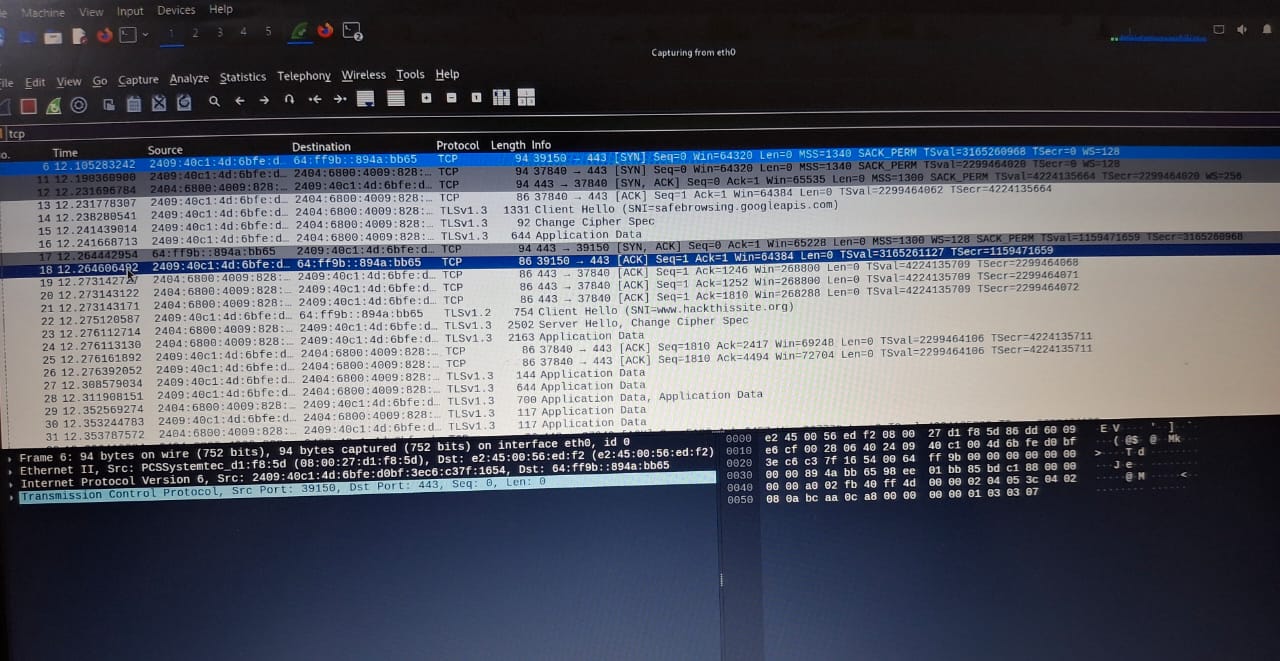 Machine View Input Devices Help
1 2 3 4 5
Capturing from eth0
File Edit View Go Capture Analyze Statistics Telephony Wireless Tools Help
tcp
Time Source Destination Protocol Length Info
6 12.105283242 2409:40c1:4d:6bfe:d… 64:ff9b::894a:bb65 TCP 94 39150 → 443 [SYN] Seq=0 Win=64320 Len=0 MSS=1340 SACK_PERM TSval=3165260968 TSecr=0 WS=128
11 12.190360900 2409:40c1:4d:6bfe:d… 2404:6800:4009:828:… TCP 94 37840 → 443 [SYN] Seq=0 Win=64320 Len=0 MSS=1340 SACK_PERM TSval=2299464020 TSecr=0 WS=128
12 12.231696784 2404:6800:4009:828:… 2409:40c1:4d:6bfe:d… TCP 94 443 → 37840 [SYN, ACK] Seq=0 Ack=1 Win=65535 Len=0 MSS=1300 SACK_PERM TSval=4224135664 TSecr=2299464020 WS=256
13 12.231778307 2409:40c1:4d:6bfe:d… 2404:6800:4009:828:… TCP 86 37840 → 443 [ACK] Seq=1 Ack=1 Win=64384 Len=0 TSval=2299464062 TSecr=4224135664
14 12.238280541 2409:40c1:4d:6bfe:d… 2404:6800:4009:828:… TLSv1.3 1331 Client Hello (SNI=safebrowsing.googleapis.com)
15 12.241439014 2409:40c1:4d:6bfe:d… 2404:6800:4009:828:… TLSv1.3 92 Change Cipher Spec
16 12.241668713 2409:40c1:4d:6bfe:d… 2404:6800:4009:828:… TLSv1.3 644 Application Data
17 12.264442954 64:ff9b::894a:bb65 2409:40c1:4d:6bfe:d… TCP 94 443 → 39150 [SYN, ACK] Seq=0 Ack=1 Win=65228 Len=0 MSS=1300 WS=128 SACK_PERM TSval=1159471659 TSecr=3165260968
18 12.264606492 2409:40c1:4d:6bfe:d… 64:ff9b::894a:bb65 TCP 86 39150 → 443 [ACK] Seq=1 Ack=1 Win=64384 Len=0 TSval=3165261127 TSecr=1159471659
19 12.273142727 2404:6800:4009:828:… 2409:40c1:4d:6bfe:d… TCP 86 443 → 37840 [ACK] Seq=1 Ack=1246 Win=268800 Len=0 TSval=4224135709 TSecr=2299464068
20 12.273143122 2404:6800:4009:828:… 2409:40c1:4d:6bfe:d… TCP 86 443 → 37840 [ACK] Seq=1 Ack=1252 Win=268800 Len=0 TSval=4224135709 TSecr=2299464071
21 12.273143171 2404:6800:4009:828:… 2409:40c1:4d:6bfe:d… TCP 86 443 → 37840 [ACK] Seq=1 Ack=1810 Win=268288 Len=0 TSval=4224135709 TSecr=2299464072
22 12.275120587 2409:40c1:4d:6bfe:d… 64:ff9b::894a:bb65 TLSv1.2 754 Client Hello (SNI=www.hackthissite.org)
23 12.276112714 2404:6800:4009:828:… 2409:40c1:4d:6bfe:d… TLSv1.3 2502 Server Hello, Change Cipher Spec
24 12.276113130 2404:6800:4009:828:… 2409:40c1:4d:6bfe:d… TLSv1.3 2163 Application Data
25 12.276161892 2409:40c1:4d:6bfe:d… 2404:6800:4009:828:… TCP 86 37840 → 443 [ACK] Seq=1810 Ack=2417 Win=69248 Len=0 TSval=2299464106 TSecr=4224135711
26 12.276392052 2409:40c1:4d:6bfe:d… 2404:6800:4009:828:… TCP 86 37840 → 443 [ACK] Seq=1810 Ack=4494 Win=72704 Len=0 TSval=2299464106 TSecr=4224135711
27 12.308579034 2409:40c1:4d:6bfe:d… 2404:6800:4009:828:… TLSv1.3 144 Application Data
28 12.311908151 2409:40c1:4d:6bfe:d… 2404:6800:4009:828:… TLSv1.3 644 Application Data
29 12.352569274 2404:6800:4009:828:… 2409:40c1:4d:6bfe:d… TLSv1.3 700 Application Data, Application Data
30 12.353244783 2409:40c1:4d:6bfe:d… 2404:6800:4009:828:… TLSv1.3 117 Application Data
31 12.353787572 2404:6800:4009:828:… 2409:40c1:4d:6bfe:d… TLSv1.3 117 Application Data
Frame 6: 94 bytes on wire (752 bits), 94 bytes captured (752 bits) on interface eth0, id 0
Ethernet II, Src: PCSSystemtec_d1:f8:5d (08:00:27:d1:f8:5d), Dst: e2:45:00:56:ed:f2 (e2:45:00:56:ed:f2)
Internet Protocol Version 6, Src: 2409:40c1:4d:6bfe:d0bf:3ec6:c37f:1654, Dst: 64:ff9b::894a:bb65
Transmission Control Protocol, Src Port: 39150, Dst Port: 443, Seq: 0, Len: 0
0000 e2 45 00 56 ed f2 08 00 27 d1 f8 5d 86 dd 60 09
0010 e6 cf 00 28 06 40 24 09 40 c1 00 4d 6b fe d0 bf
0020 3e c6 c3 7f 16 54 00 64 ff 9b 00 00 00 00 00 00
0030 00 00 89 4a bb 65 98 ee 01 bb 85 bd c1 88 00 00
0040 00 00 a0 02 fb 40 ff 4d 00 00 02 04 05 3c 04 02
0050 08 0a bc aa 0c a8 00 00 00 00 01 03 03 07